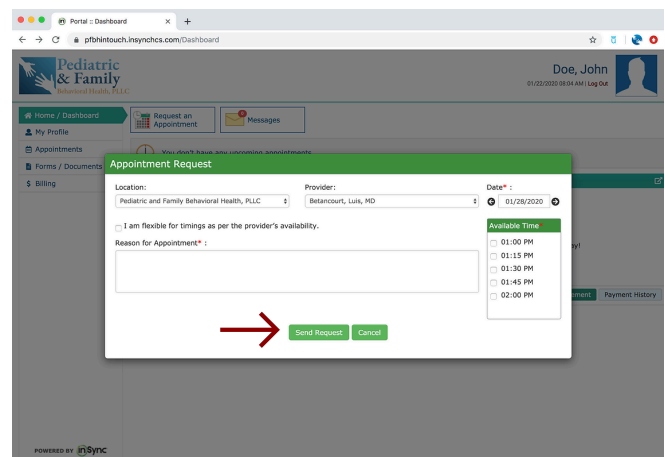 Portal :: Dashboard
pfbhintouch.insynchcs.com/Dashboard
Pediatric
& Family
Behavioral Health, PLLC
Doe, John
01/22/2020 08:04 AM | Log Out
Home / Dashboard
My Profile
Appointments
Forms / Documents
$ Billing
Request an
Appointment
0
Messages
You don't have any upcoming appointments
Appointment Request
Location:
Provider:
Date* :
Pediatric and Family Behavioral Health, PLLC
Betancourt, Luis, MD
01/28/2020
I am flexible for timings as per the provider's availability.
Reason for Appointment* :
Available Time*
01:00 PM
01:15 PM
01:30 PM
01:45 PM
02:00 PM
ay!
ement
Payment History
Send Request
Cancel
POWERED BY inSync